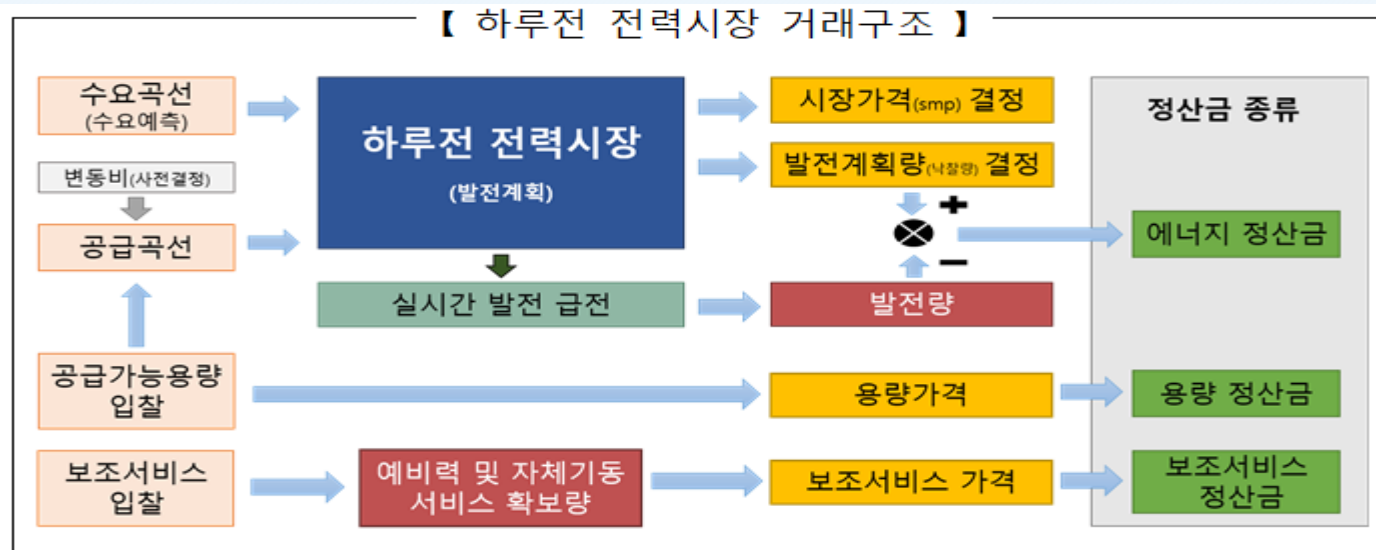 【 하루전 전력시장 거래구조 】
수요곡선
(수요예측)
변동비(사전결정)
공급곡선
공급가능용량
입찰
보조서비스
입찰
하루전 전력시장
(발전계획)
실시간 발전 급전
예비력 및 자체기동
서비스 확보량
시장가격(smp) 결정
발전계획량(낙찰량) 결정
+
−
발전량
용량가격
보조서비스 가격
정산금 종류
에너지 정산금
용량 정산금
보조서비스
정산금